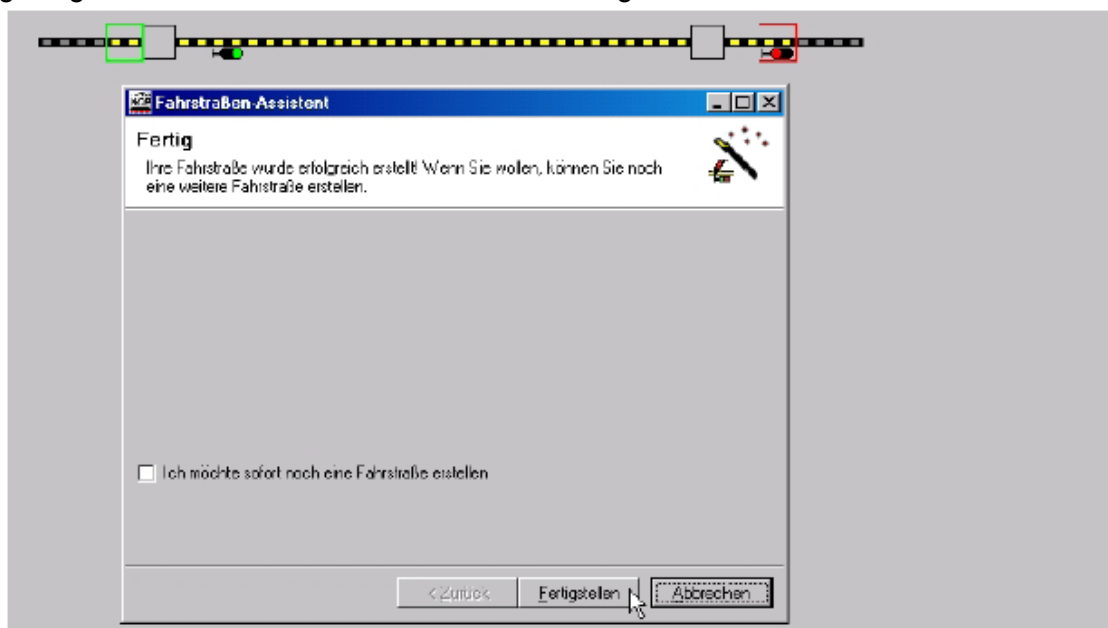 Fahrstraßen-Assistent
Fertig
Ihre Fahrstraße wurde erfolgreich erstellt! Wenn Sie wollen, können Sie noch
eine weitere Fahrstraße erstellen.
Ich möchte sofort noch eine Fahrstraße erstellen
< Zurück Fertigstellen Abbrechen